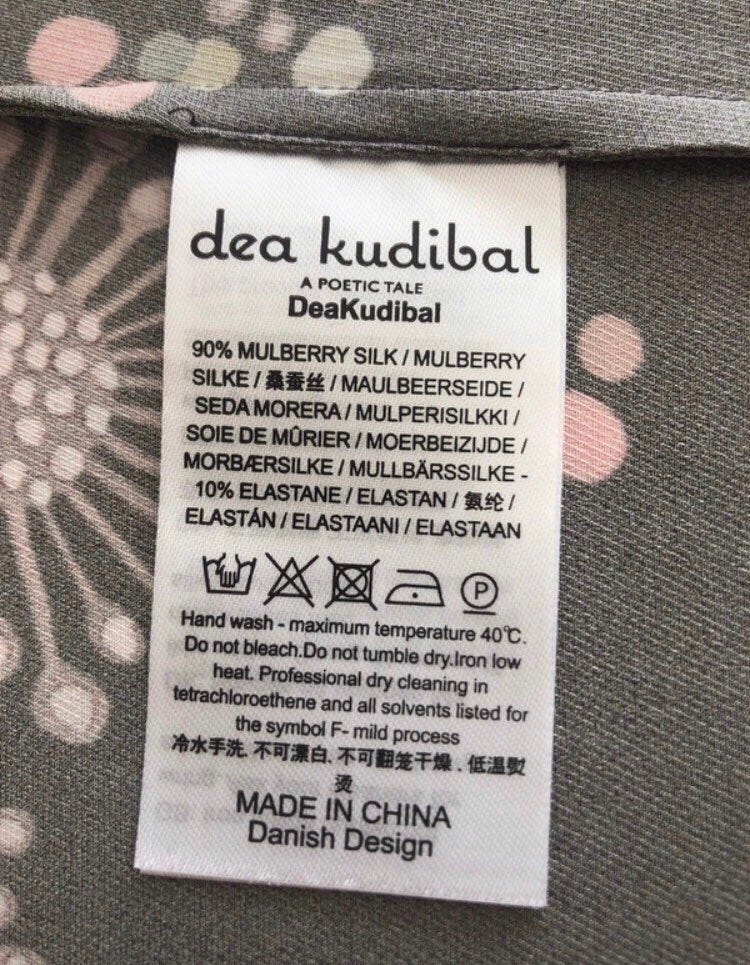 dea kudibal
A POETIC TALE
DeaKudibal
90% MULBERRY SILK / MULBERRY
SILKE / 桑蚕丝 / MAULBEERSEIDE /
SEDA MORERA / MULPERISILKKI /
SOIE DE MÛRIER / MOERBEIZIJDE /
MORBÆRSILKE / MULLBÄRSSILKE -
10% ELASTANE / ELASTAN / 氨纶 /
ELASTÁN / ELASTAANI / ELASTAAN
P
Hand wash - maximum temperature 40℃.
Do not bleach.Do not tumble dry.Iron low
heat. Professional dry cleaning in
tetrachloroethene and all solvents listed for
the symbol F- mild process
冷水手洗. 不可漂白. 不可翻笼干燥 . 低温熨
烫
MADE IN CHINA
Danish Design